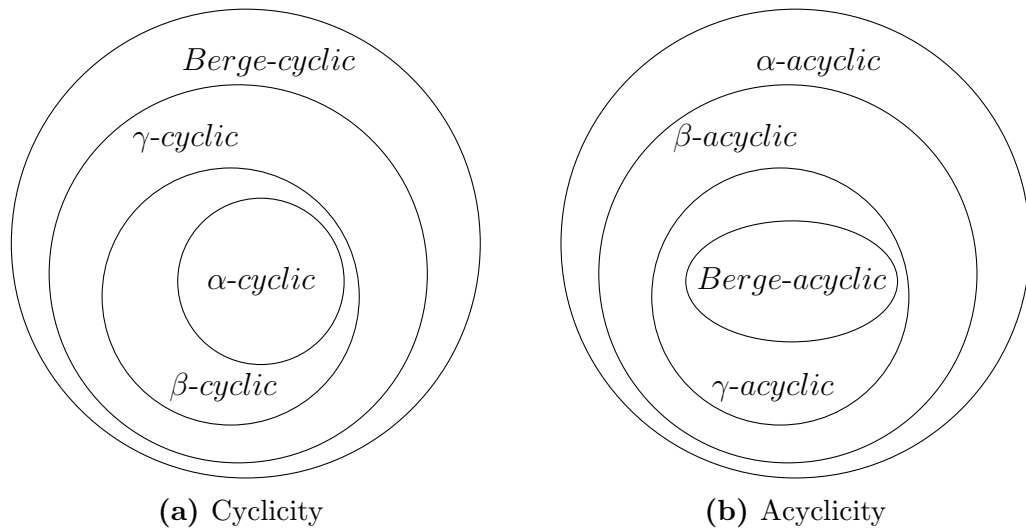 Berge-cyclic
γ-cyclic
α-cyclic
β-cyclic
(a) Cyclicity
α-acyclic
β-acyclic
Berge-acyclic
γ-acyclic
(b) Acyclicity